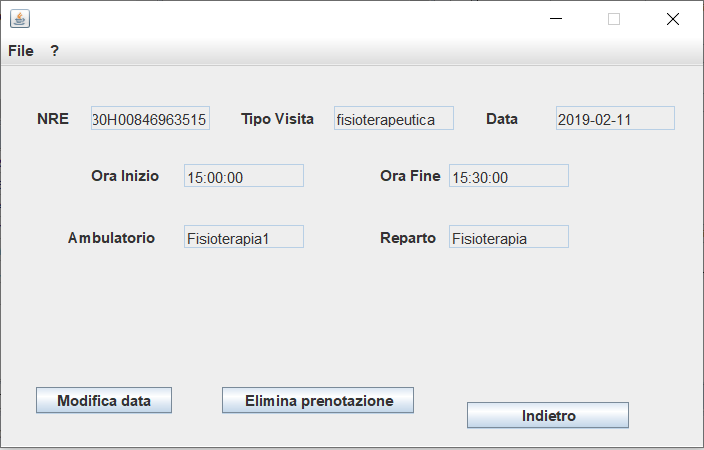 File ?
NRE 30H00846963515 Tipo Visita fisioterapeutica Data 2019-02-11
Ora Inizio 15:00:00 Ora Fine 15:30:00
Ambulatorio Fisioterapia1 Reparto Fisioterapia
Modifica data Elimina prenotazione Indietro